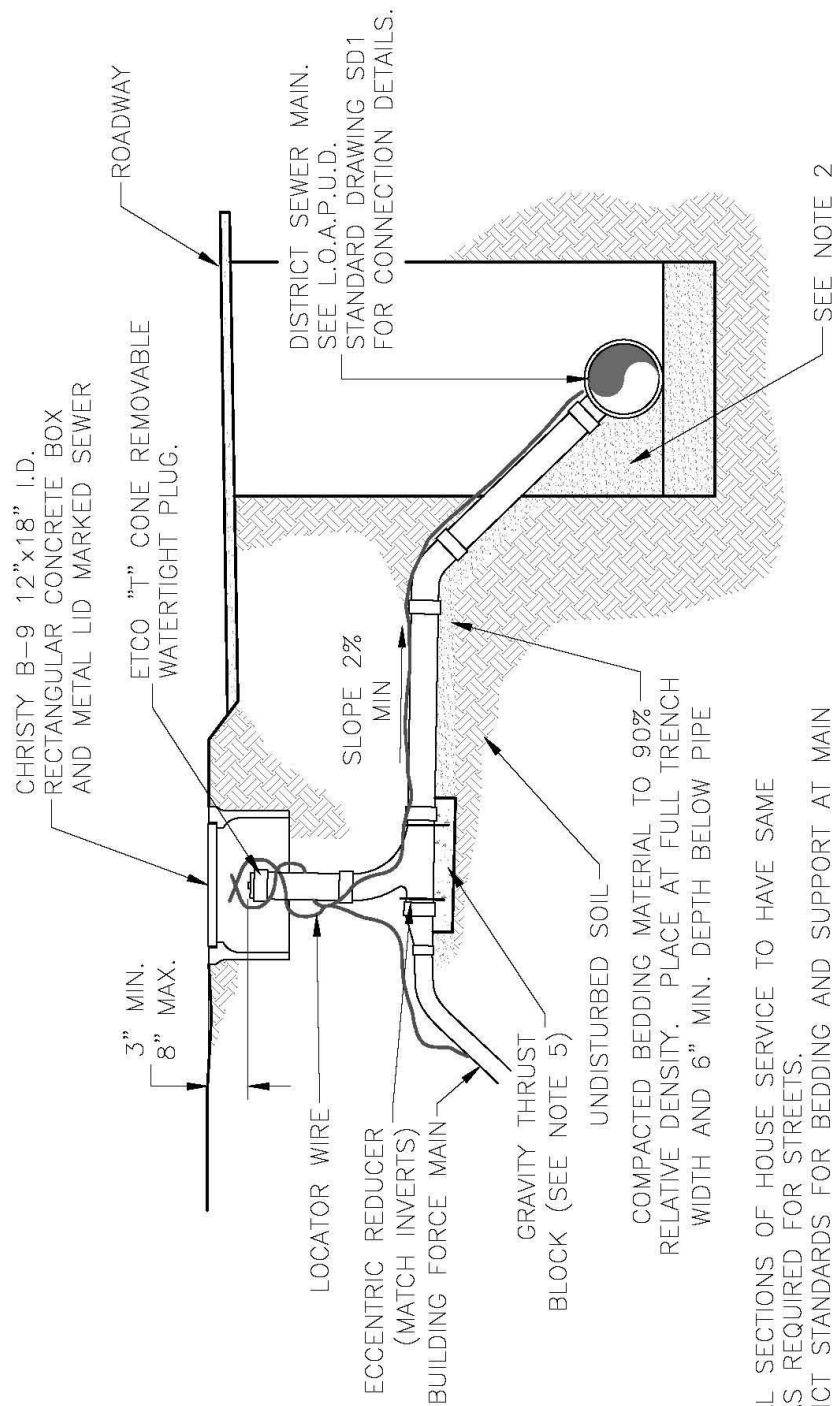 CHRISTY B-9 12"x18" I.D.
RECTANGULAR CONCRETE BOX
AND METAL LID MARKED SEWER
ETCO "T" CONE REMOVABLE
WATERTIGHT PLUG.
ROADWAY
3" MIN.
8" MAX.
DISTRICT SEWER MAIN.
SEE L.O.A.P.U.D.
STANDARD DRAWING SD1
FOR CONNECTION DETAILS.
SLOPE 2%
MIN
LOCATOR WIRE
ECCENTRIC REDUCER
(MATCH INVERTS)
BUILDING FORCE MAIN
GRAVITY THRUST
BLOCK (SEE NOTE 5)
UNDISTURBED SOIL
COMPACTED BEDDING MATERIAL TO 90%
RELATIVE DENSITY. PLACE AT FULL TRENCH
WIDTH AND 6" MIN. DEPTH BELOW PIPE
SEE NOTE 2
SECTIONS OF HOUSE SERVICE TO HAVE SAME
REQUIRED FOR STREETS.
STANDARDS FOR BEDDING AND SUPPORT AT MAIN